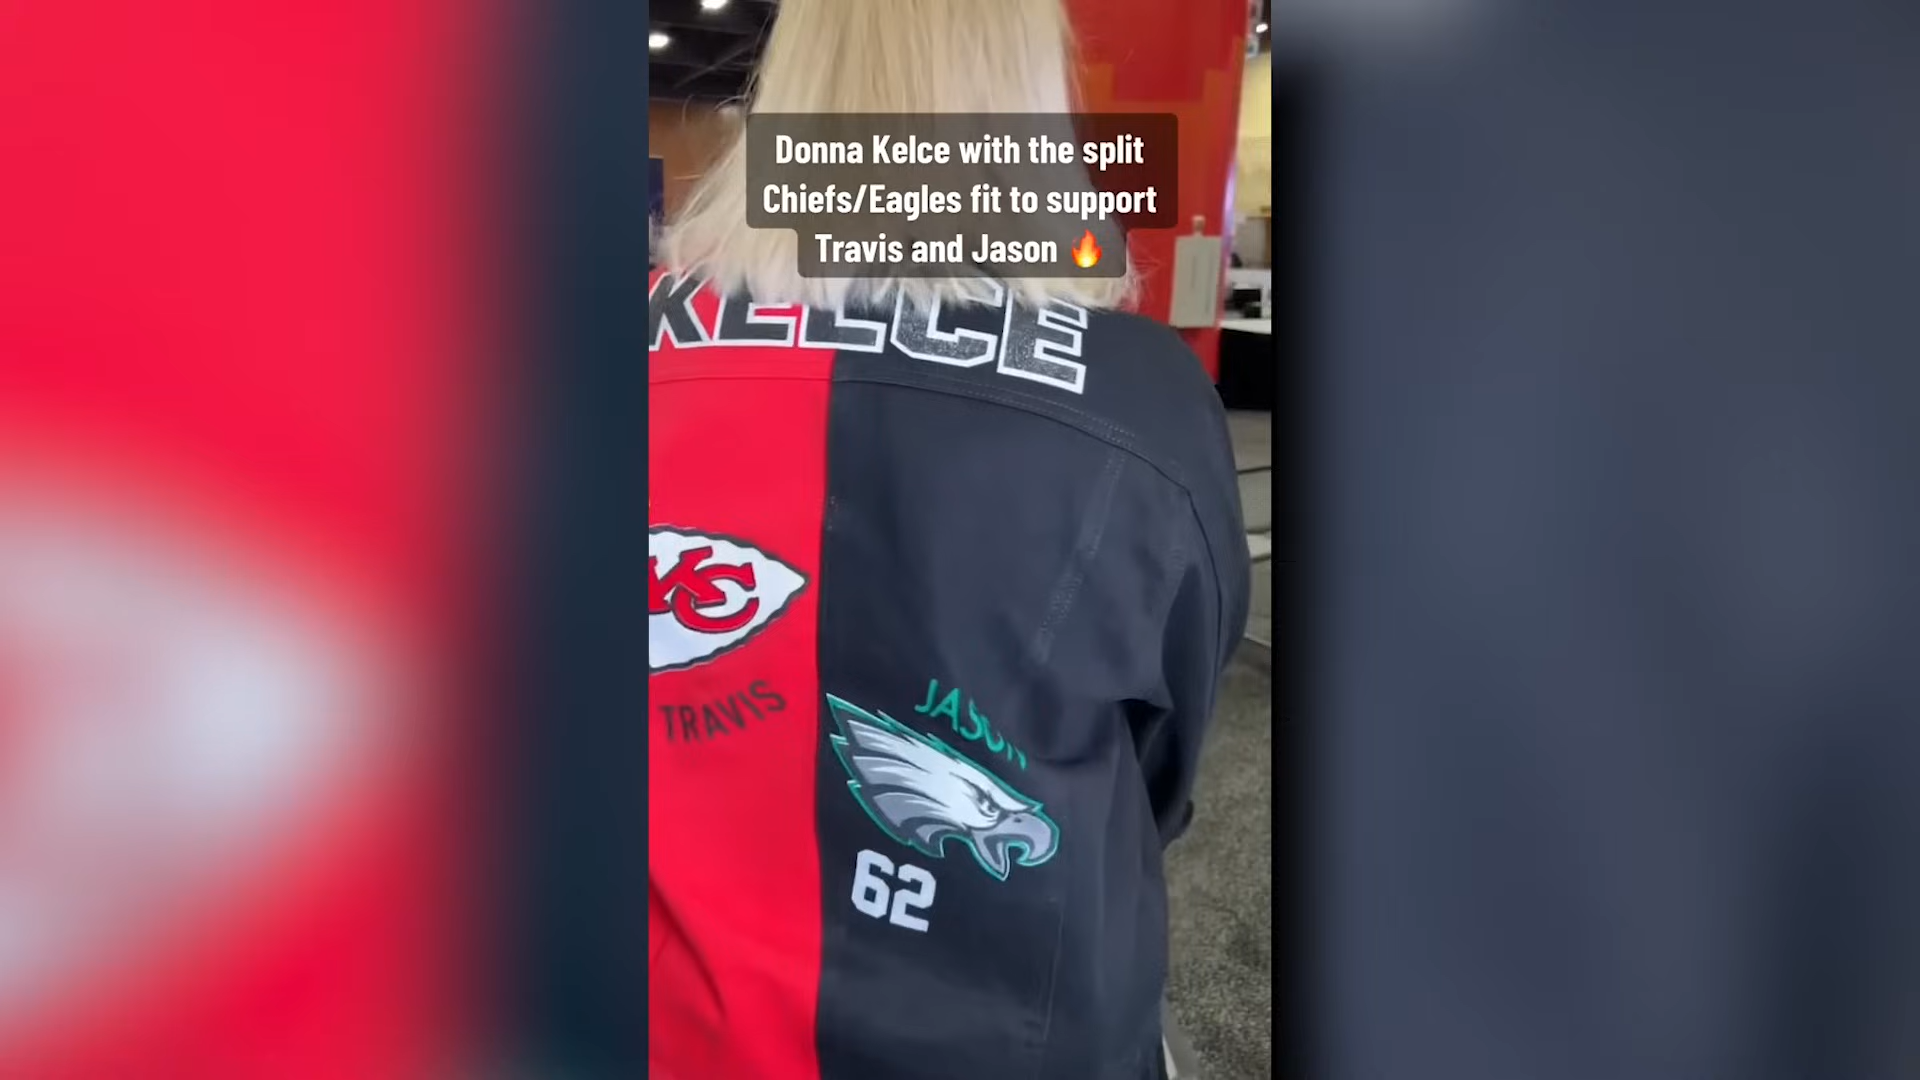 Donna Kelce with the split
Chiefs/Eagles fit to support
Travis and Jason 🔥
KELCE
KC
TRAVIS
JASON
62